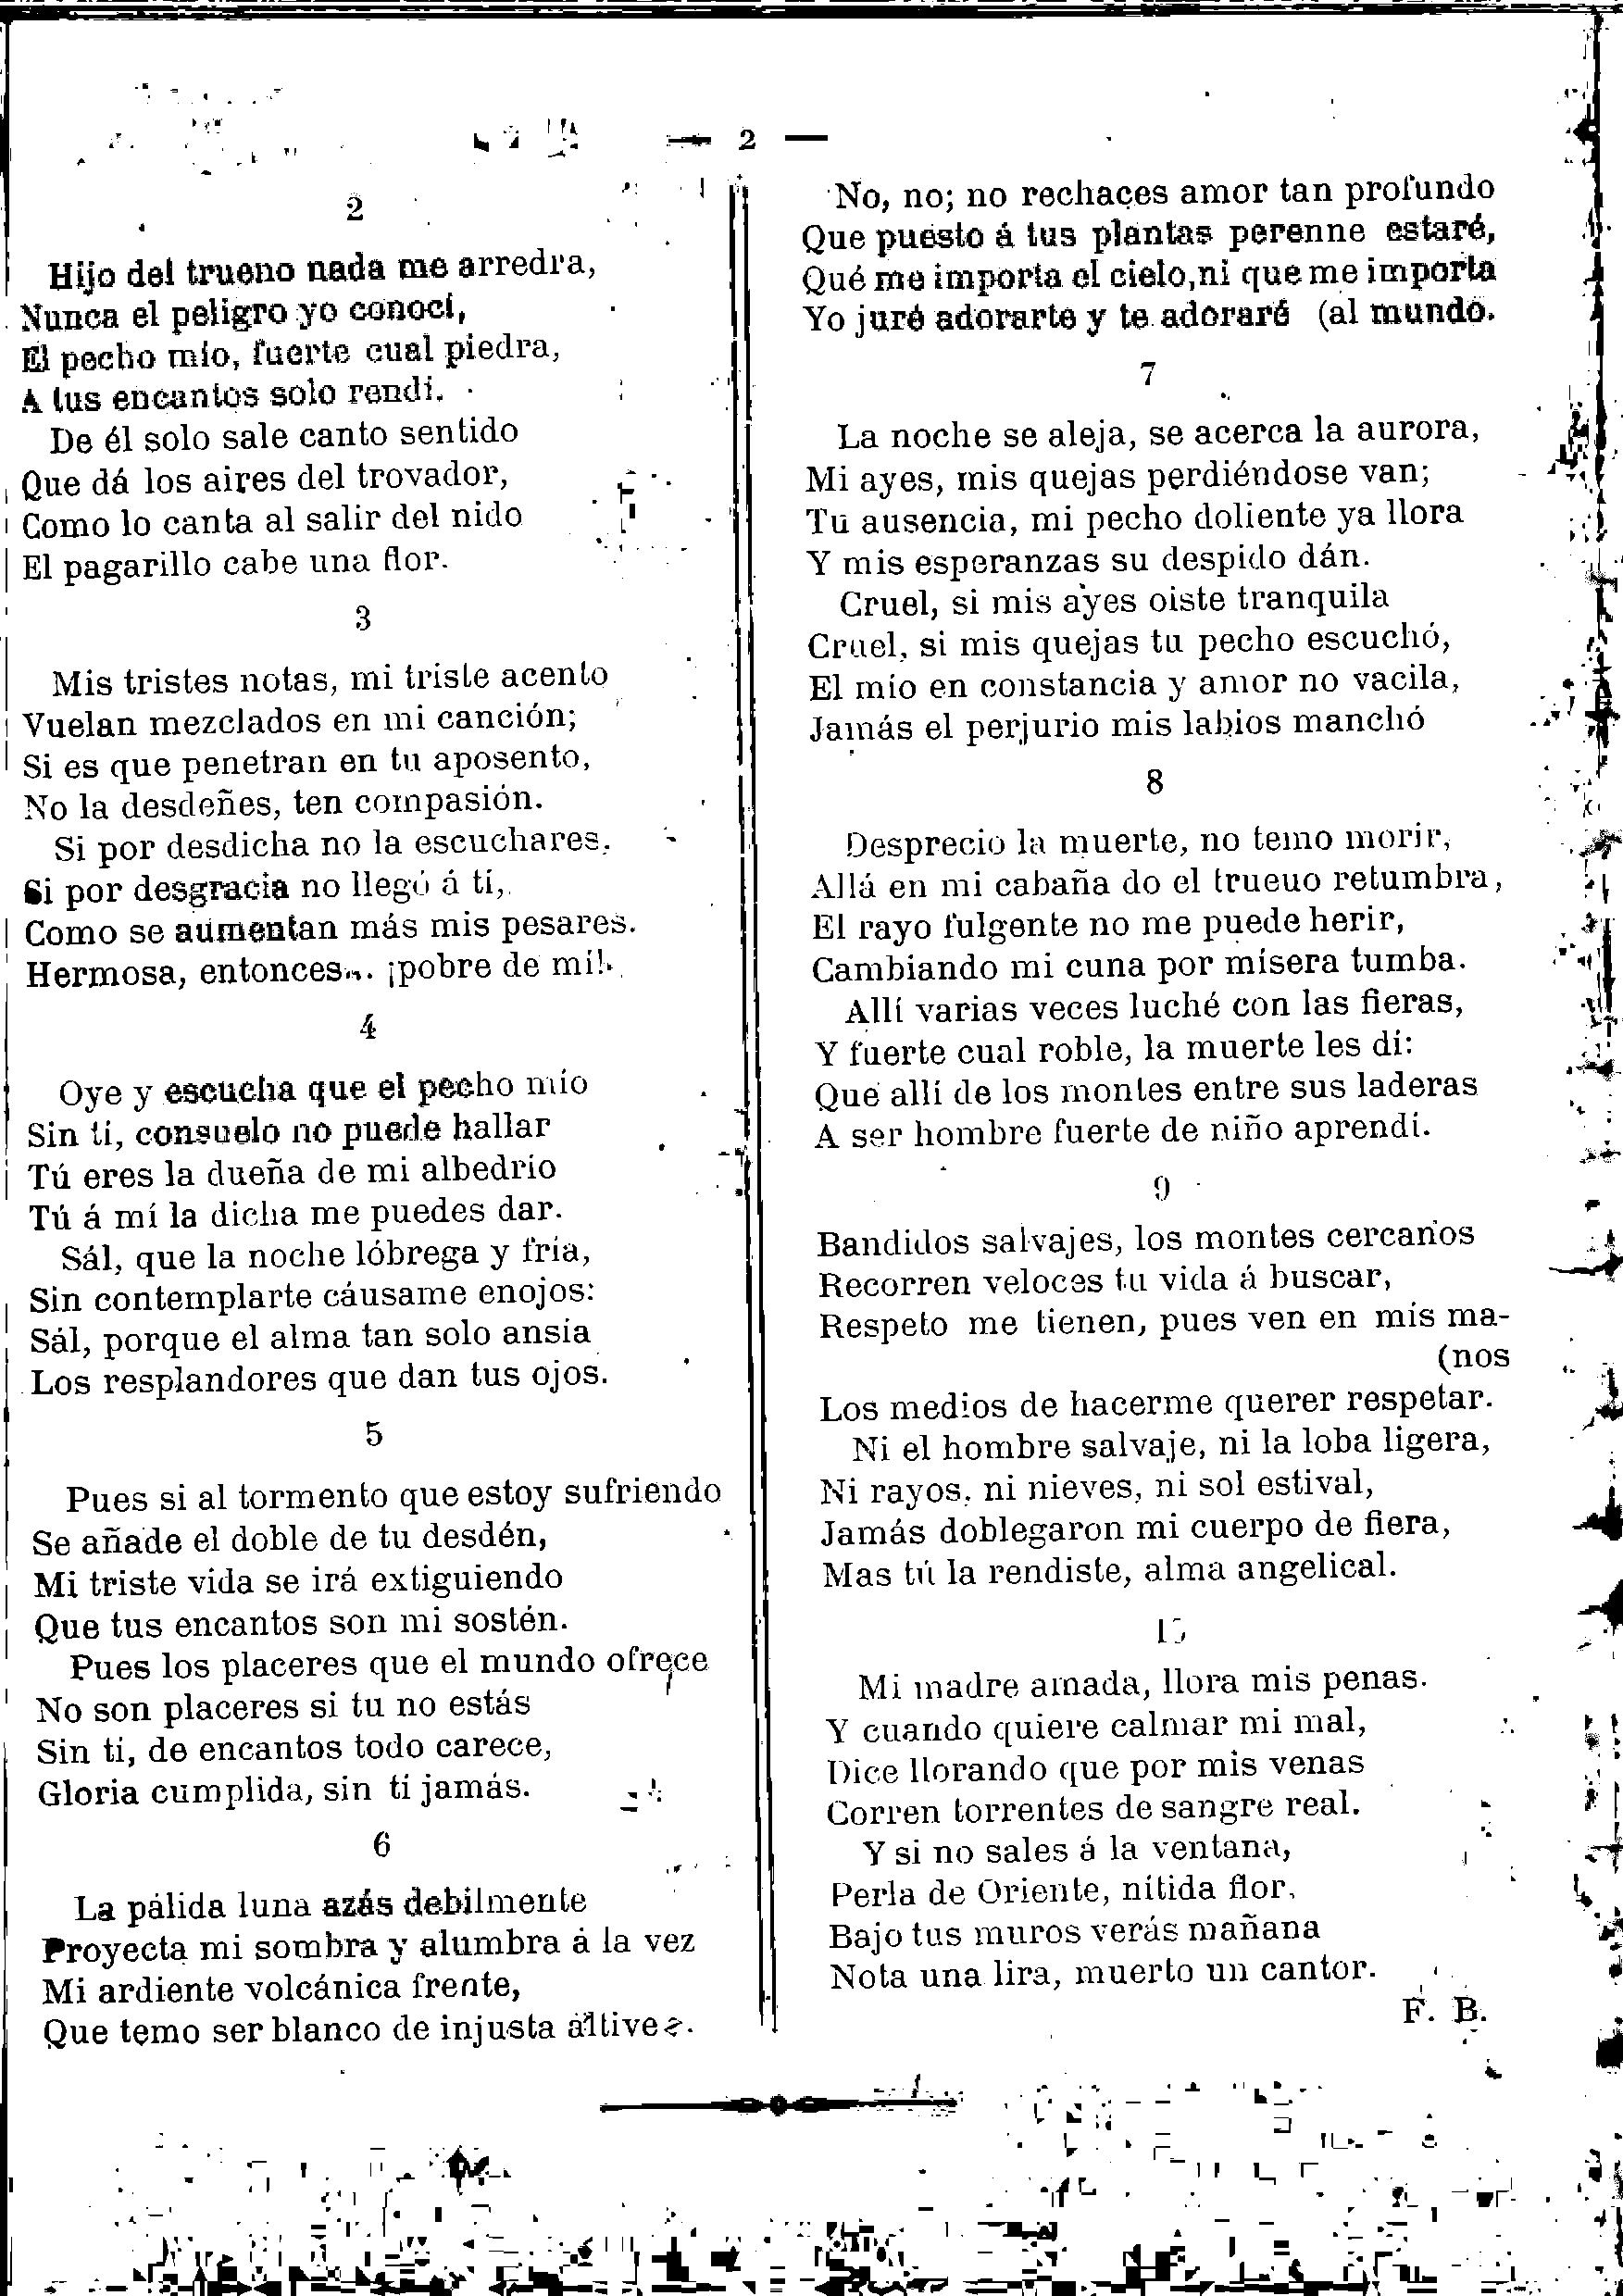 — 2 —
2
Hijo del trueno nada me arredra,
Nunca el peligro yo conocí,
El pecho mío, fuerte cual piedra,
A tus encantos solo rendí.
De él solo sale canto sentido
Que dá los aires del trovador,
Como lo canta al salir del nido
El pagarillo cabe una flor.
3
Mis tristes notas, mi triste acento
Vuelan mezclados en mi canción;
Si es que penetran en tu aposento,
No la desdeñes, ten compasión.
Si por desdicha no la escuchares,
Si por desgracia no llegó á tí,
Como se aumentan más mis pesares.
Hermosa, entonces... ¡pobre de mí!
4
Oye y escucha que el pecho mío
Sin ti, consuelo no puede hallar
Tú eres la dueña de mi albedrío
Tú á mí la dicha me puedes dar.
Sál, que la noche lóbrega y fría,
Sin contemplarte cáusame enojos:
Sál, porque el alma tan solo ansía
Los resplandores que dan tus ojos.
5
Pues si al tormento que estoy sufriendo
Se añade el doble de tu desdén,
Mi triste vida se irá extiguiendo
Que tus encantos son mi sostén.
Pues los placeres que el mundo ofrece
No son placeres si tu no estás
Sin ti, de encantos todo carece,
Gloria cumplida, sin ti jamás.
6
La pálida luna azás debilmente
Proyecta mi sombra y alumbra á la vez
Mi ardiente volcánica frente,
Que temo ser blanco de injusta altivez.
No, no; no rechaces amor tan profundo
Que puesto á tus plantas perenne estaré,
Qué me importa el cielo, ni que me importa
Yo juré adorarte y te adoraré (al mundo.
7
La noche se aleja, se acerca la aurora,
Mi ayes, mis quejas perdiéndose van;
Tu ausencia, mi pecho doliente ya llora
Y mis esperanzas su despido dán.
Cruel, si mis ayes oiste tranquila
Cruel, si mis quejas tu pecho escuchó,
El mío en constancia y amor no vacila,
Jamás el perjurio mis labios manchó
8
Desprecio la muerte, no temo morir,
Allá en mi cabaña do el trueuo retumbra,
El rayo fulgente no me puede herir,
Cambiando mi cuna por mísera tumba.
Allí varias veces luché con las fieras,
Y fuerte cual roble, la muerte les di:
Que allí de los montes entre sus laderas
A ser hombre fuerte de niño aprendí.
9
Bandidos salvajes, los montes cercanos
Recorren veloces tu vida á buscar,
Respeto me tienen, pues ven en mis ma-
(nos
Los medios de hacerme querer respetar.
Ni el hombre salvaje, ni la loba ligera,
Ni rayos, ni nieves, ni sol estival,
Jamás doblegaron mi cuerpo de fiera,
Mas tú la rendiste, alma angelical.
Mi madre amada, llora mis penas.
Y cuando quiere calmar mi mal,
Dice llorando que por mis venas
Corren torrentes de sangre real.
Y si no sales á la ventana,
Perla de Oriente, nítida flor,
Bajo tus muros verás mañana
Nota una lira, muerto un cantor.
F. B.